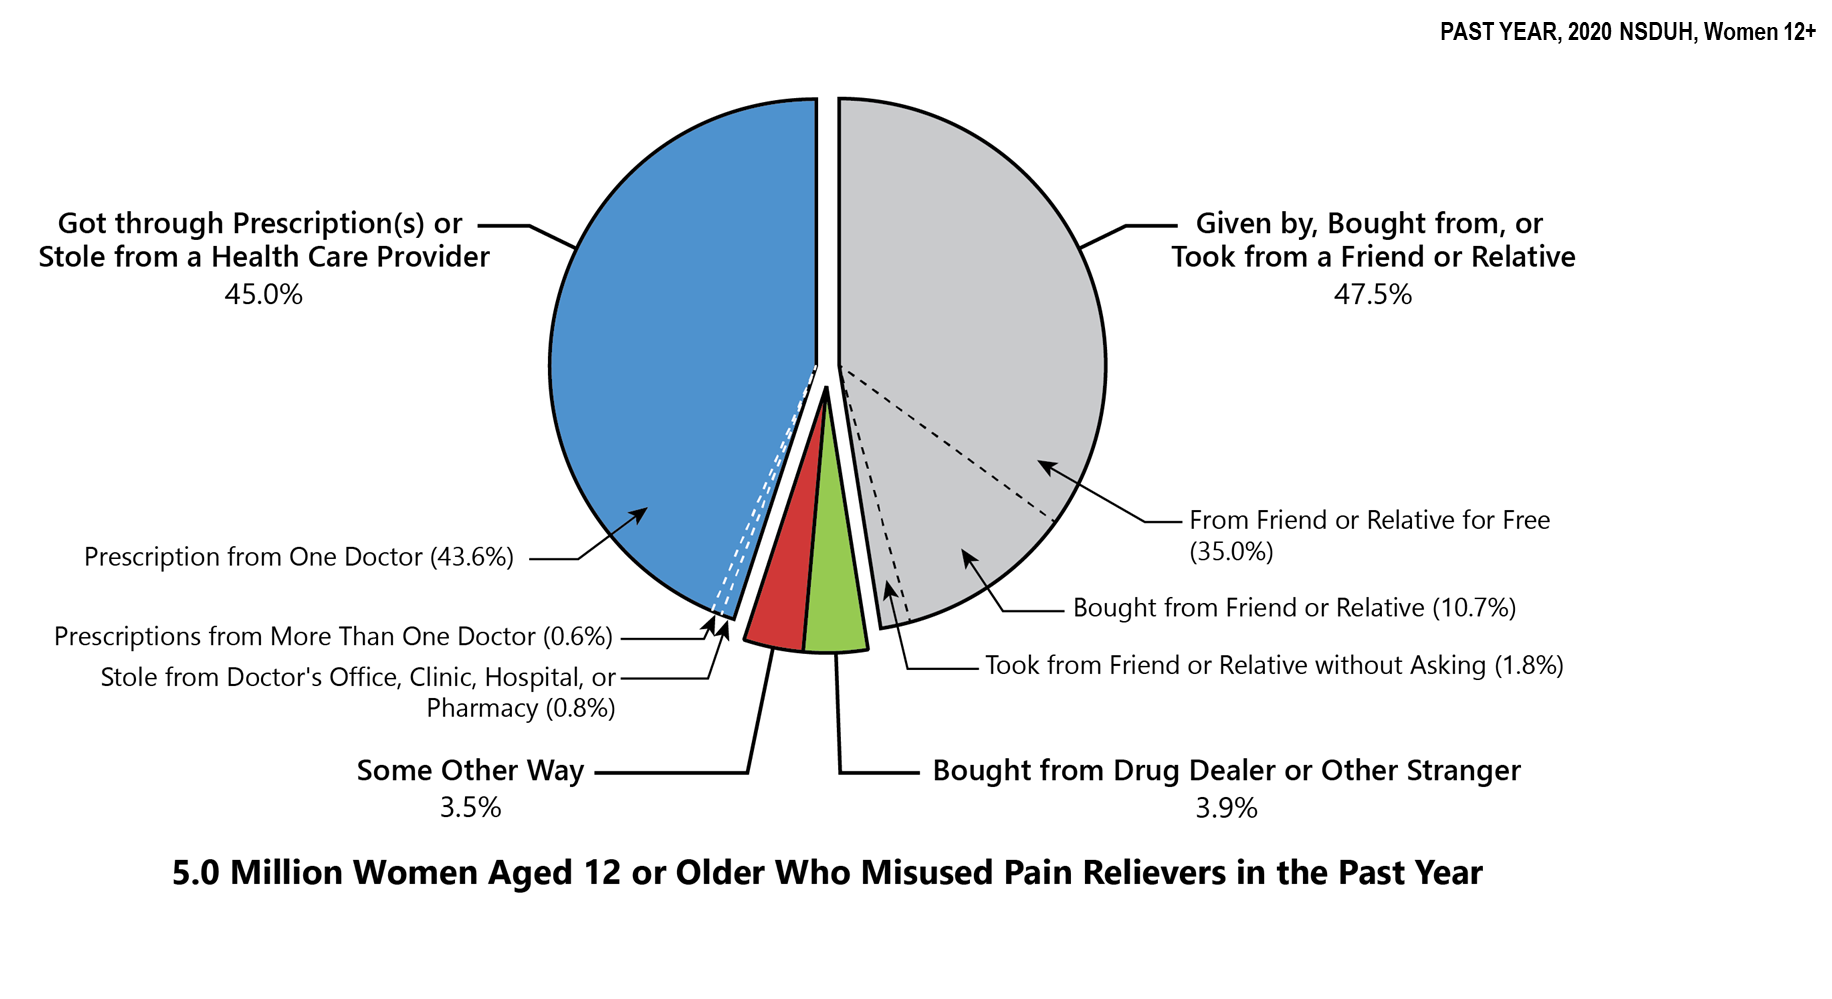 PAST YEAR, 2020 NSDUH, Women 12+
Got through Prescription(s) or
Stole from a Health Care Provider
45.0%
Given by, Bought from, or
Took from a Friend or Relative
47.5%
From Friend or Relative for Free
(35.0%)
Prescription from One Doctor (43.6%)
Bought from Friend or Relative (10.7%)
Prescriptions from More Than One Doctor (0.6%)
Took from Friend or Relative without Asking (1.8%)
Stole from Doctor's Office, Clinic, Hospital, or
Pharmacy (0.8%)
Some Other Way
3.5%
Bought from Drug Dealer or Other Stranger
3.9%
5.0 Million Women Aged 12 or Older Who Misused Pain Relievers in the Past Year